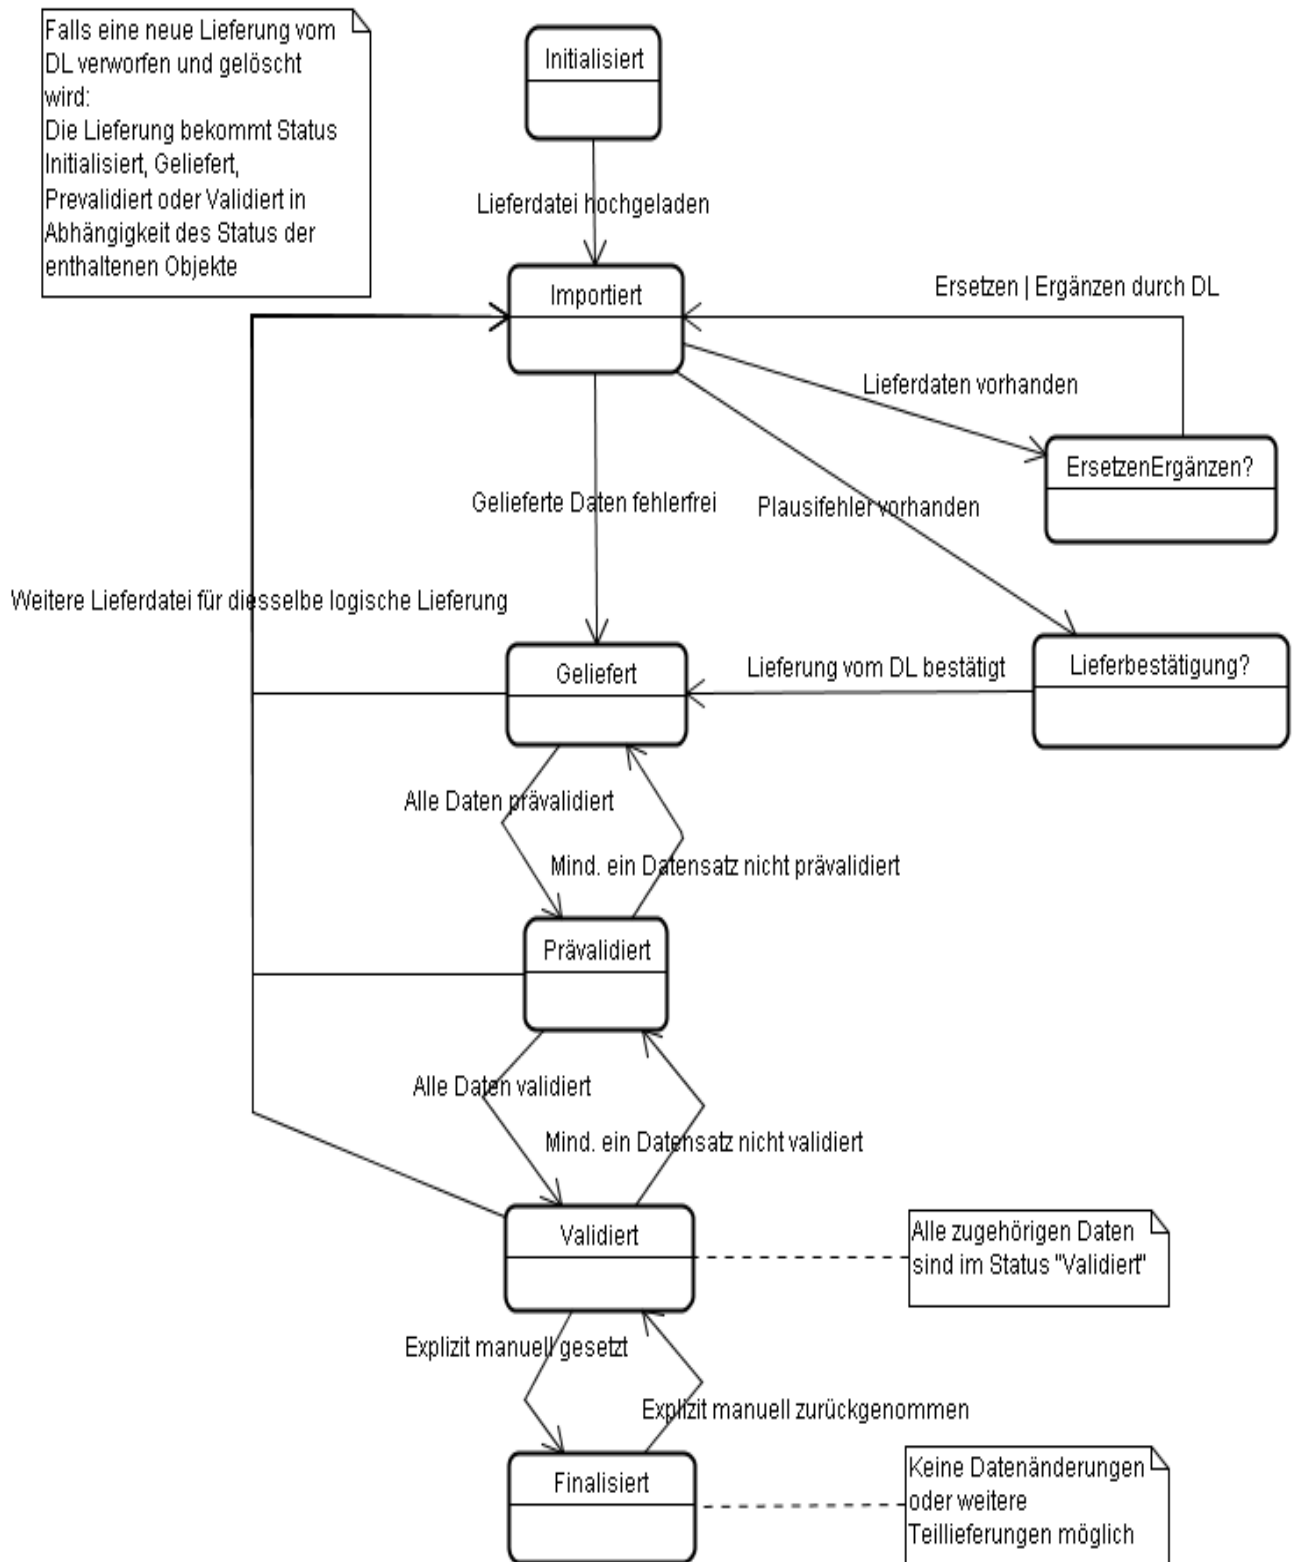 Falls eine neue Lieferung vom
DL verworfen und gelöscht
wird:
Die Lieferung bekommt Status
Initialisiert, Geliefert,
Prevalidiert oder Validiert in
Abhängigkeit des Status der
enthaltenen Objekte
Initialisiert
Lieferdatei hochgeladen
Importiert
Ersetzen | Ergänzen durch DL
Lieferdaten vorhanden
ErsetzenErgänzen?
Gelieferte Daten fehlerfrei
Plausifehler vorhanden
Weitere Lieferdatei für diesselbe logische Lieferung
Geliefert
Lieferung vom DL bestätigt
Lieferbestätigung?
Alle Daten prävalidiert
Mind. ein Datensatz nicht prävalidiert
Prävalidiert
Alle Daten validiert
Mind. ein Datensatz nicht validiert
Validiert
Alle zugehörigen Daten
sind im Status "Validiert"
Explizit manuell gesetzt
Explizit manuell zurückgenommen
Finalisiert
Keine Datenänderungen
oder weitere
Teillieferungen möglich